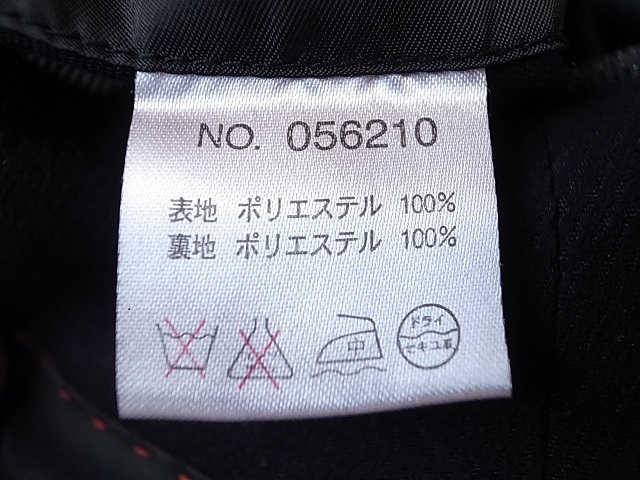 NO. 056210
表地 ポリエステル 100%
裏地 ポリエステル 100%
中
ドライ
セキユ系